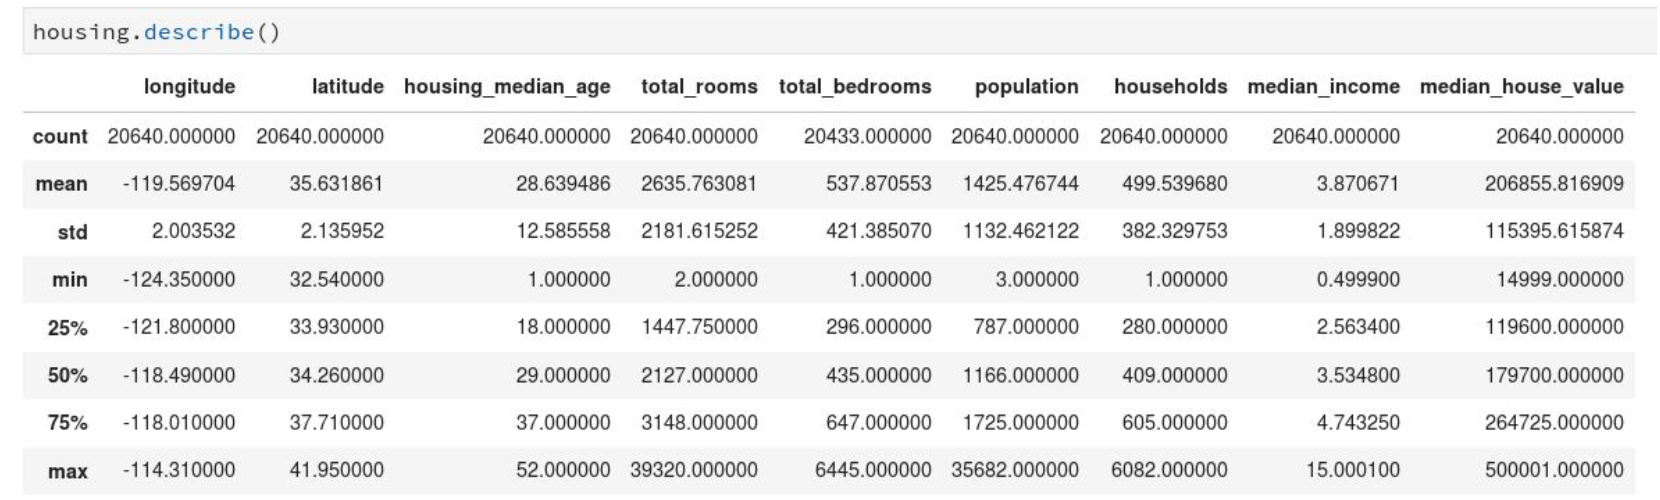 housing.describe()
longitude latitude housing_median_age total_rooms total_bedrooms population households median_income median_house_value
count 20640.000000 20640.000000 20640.000000 20640.000000 20433.000000 20640.000000 20640.000000 20640.000000 20640.000000
mean -119.569704 35.631861 28.639486 2635.763081 537.870553 1425.476744 499.539680 3.870671 206855.816909
std 2.003532 2.135952 12.585558 2181.615252 421.385070 1132.462122 382.329753 1.899822 115395.615874
min -124.350000 32.540000 1.000000 2.000000 1.000000 3.000000 1.000000 0.499900 14999.000000
25% -121.800000 33.930000 18.000000 1447.750000 296.000000 787.000000 280.000000 2.563400 119600.000000
50% -118.490000 34.260000 29.000000 2127.000000 435.000000 1166.000000 409.000000 3.534800 179700.000000
75% -118.010000 37.710000 37.000000 3148.000000 647.000000 1725.000000 605.000000 4.743250 264725.000000
max -114.310000 41.950000 52.000000 39320.000000 6445.000000 35682.000000 6082.000000 15.000100 500001.000000